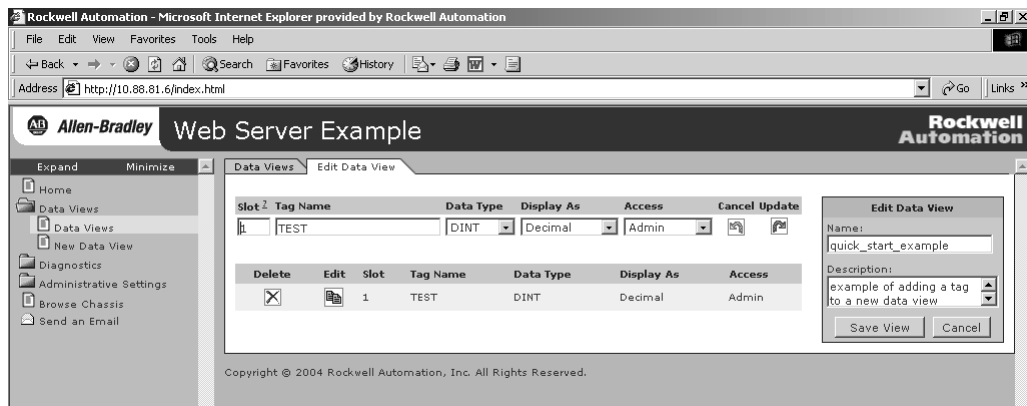 Rockwell Automation - Microsoft Internet Explorer provided by Rockwell Automation
File Edit View Favorites Tools Help
Back Search Favorites History
Address http://10.88.81.6/index.html Go Links »
AB Allen-Bradley Web Server Example Rockwell Automation
Expand Minimize
Home
Data Views
Data Views
New Data View
Diagnostics
Administrative Settings
Browse Chassis
Send an Email
Data Views Edit Data View
Slot ? Tag Name Data Type Display As Access Cancel Update
1 TEST DINT Decimal Admin
Delete Edit Slot Tag Name Data Type Display As Access
1 TEST DINT Decimal Admin
Edit Data View
Name:
quick_start_example
Description:
example of adding a tag
to a new data view
Save View Cancel
Copyright © 2004 Rockwell Automation, Inc. All Rights Reserved.